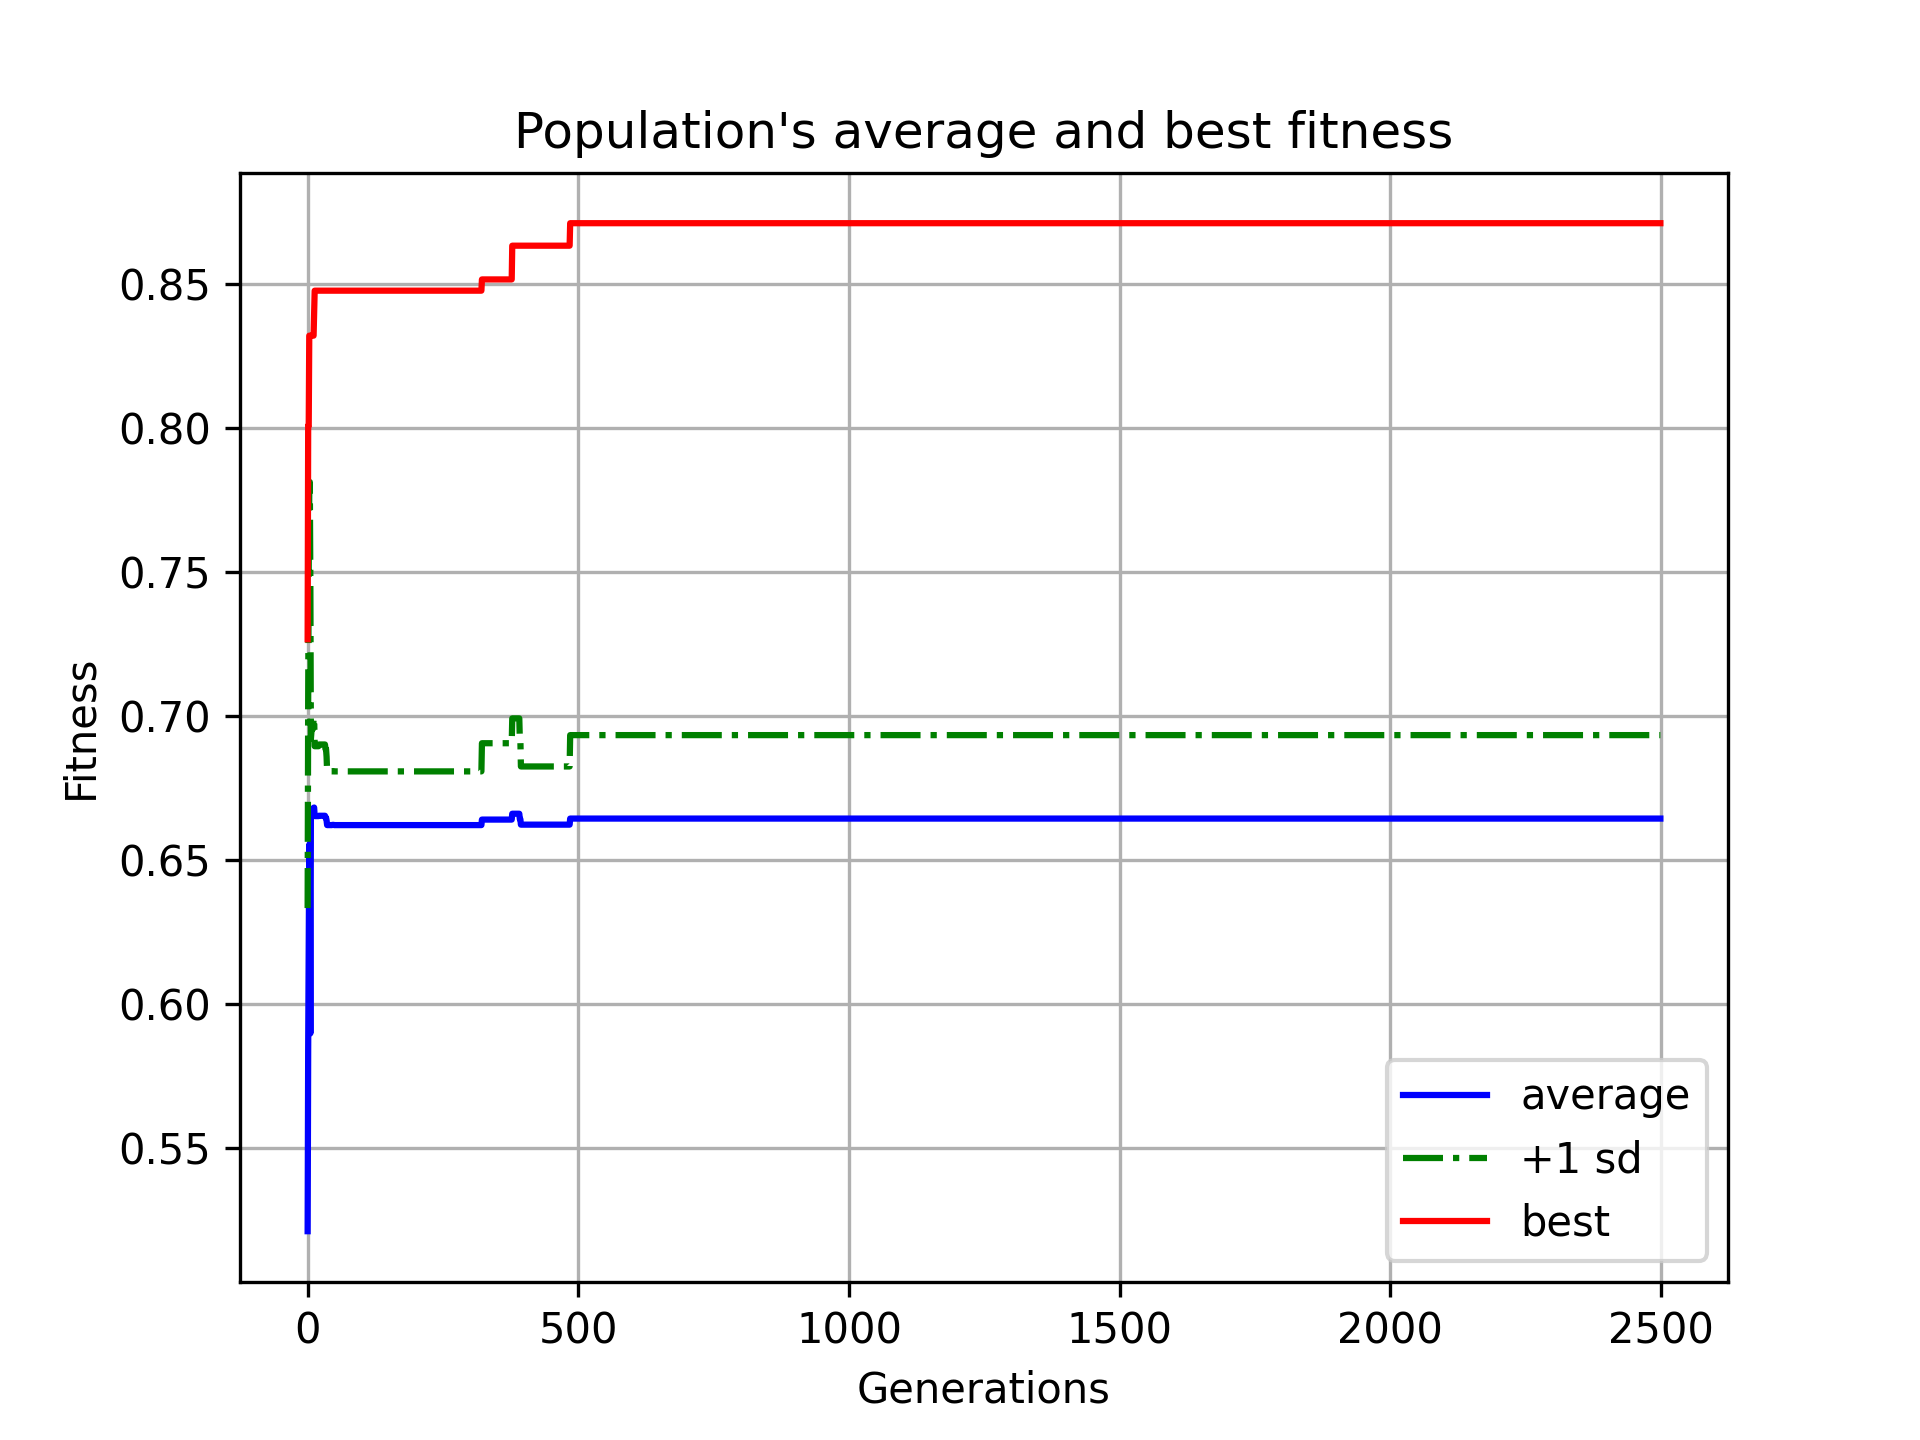 Population's average and best fitness
Fitness
0.85
0.80
0.75
0.70
0.65
0.60
0.55
average
+1 sd
best
0 500 1000 1500 2000 2500
Generations